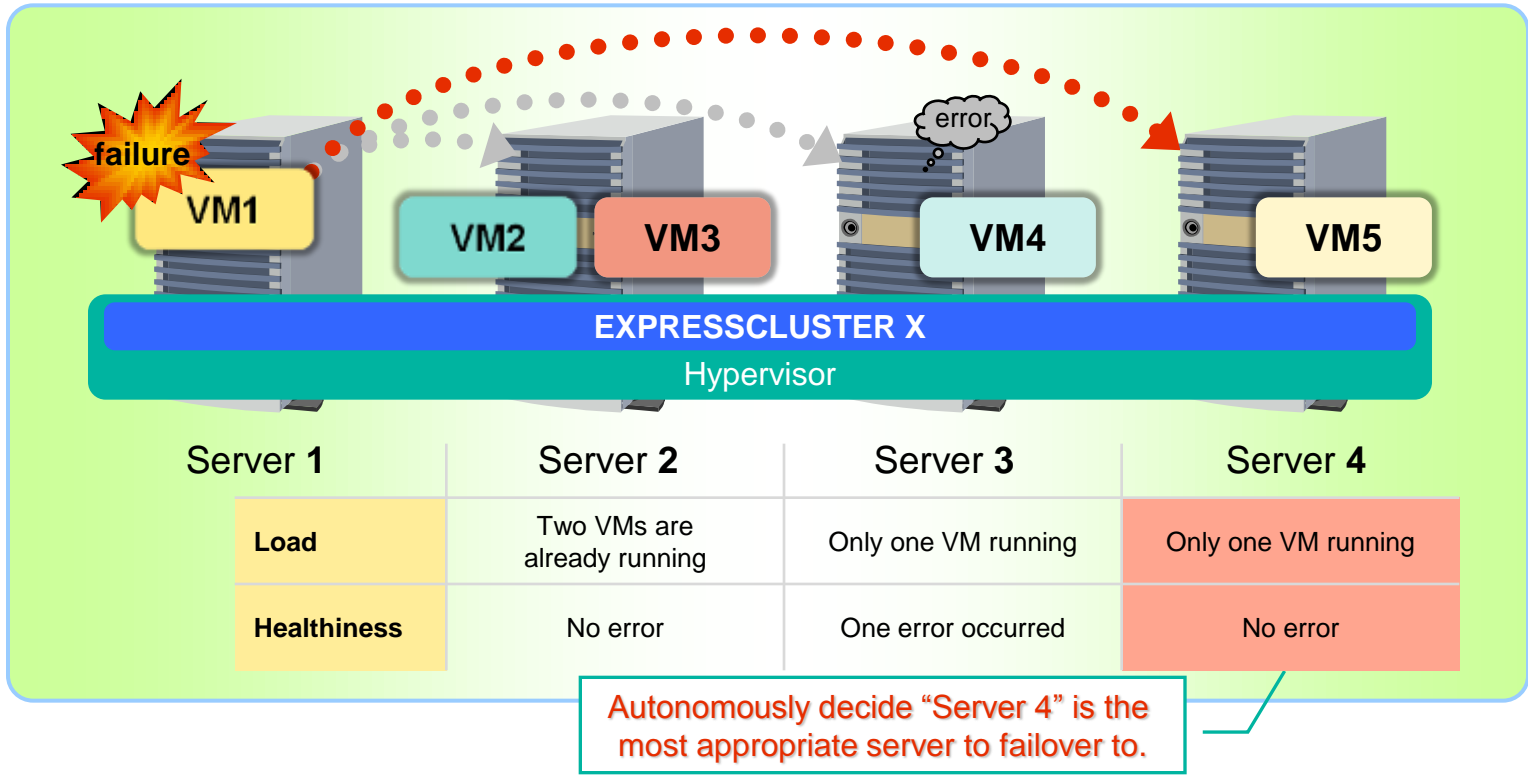 failure
error
VM1
VM2
VM3
VM4
VM5
EXPRESSCLUSTER X
Hypervisor
Server 1
Server 2
Server 3
Server 4
Load
Two VMs are
already running
Only one VM running
Only one VM running
Healthiness
No error
One error occurred
No error
Autonomously decide “Server 4” is the
most appropriate server to failover to.